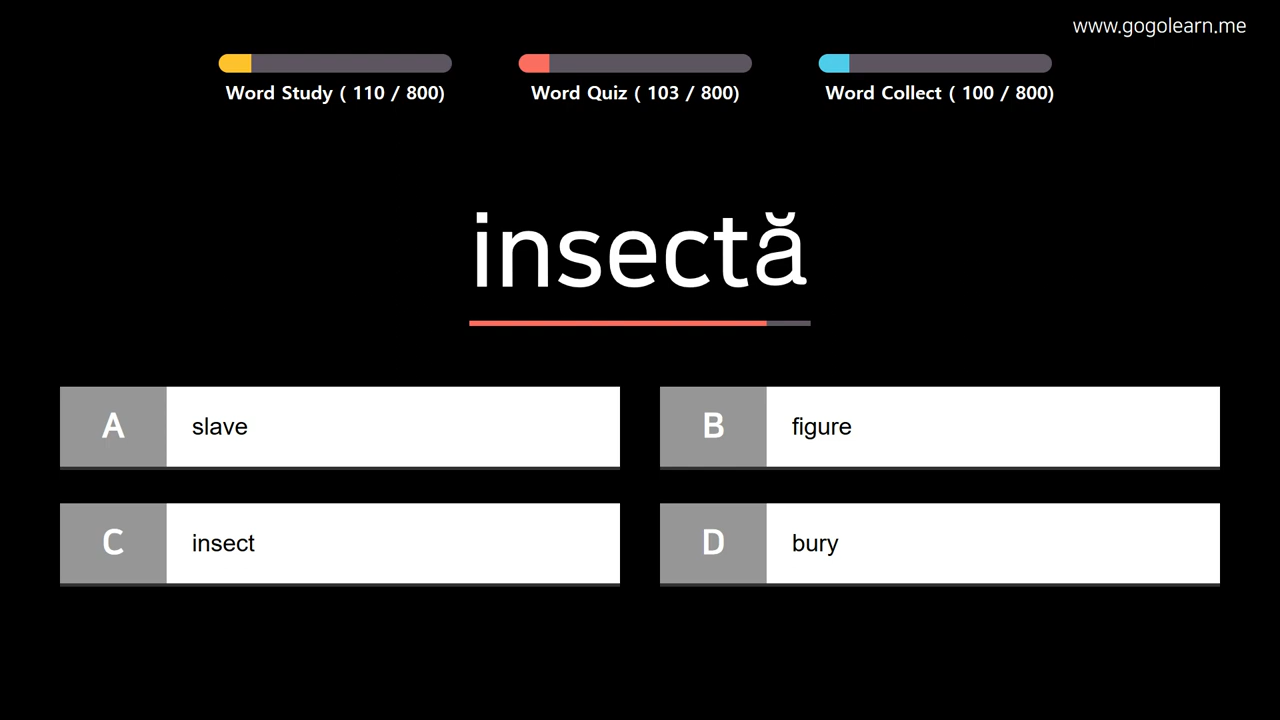 www.gogolearn.me
Word Study ( 110 / 800)
Word Quiz ( 103 / 800)
Word Collect ( 100 / 800)
insectă
A
slave
B
figure
C
insect
D
bury